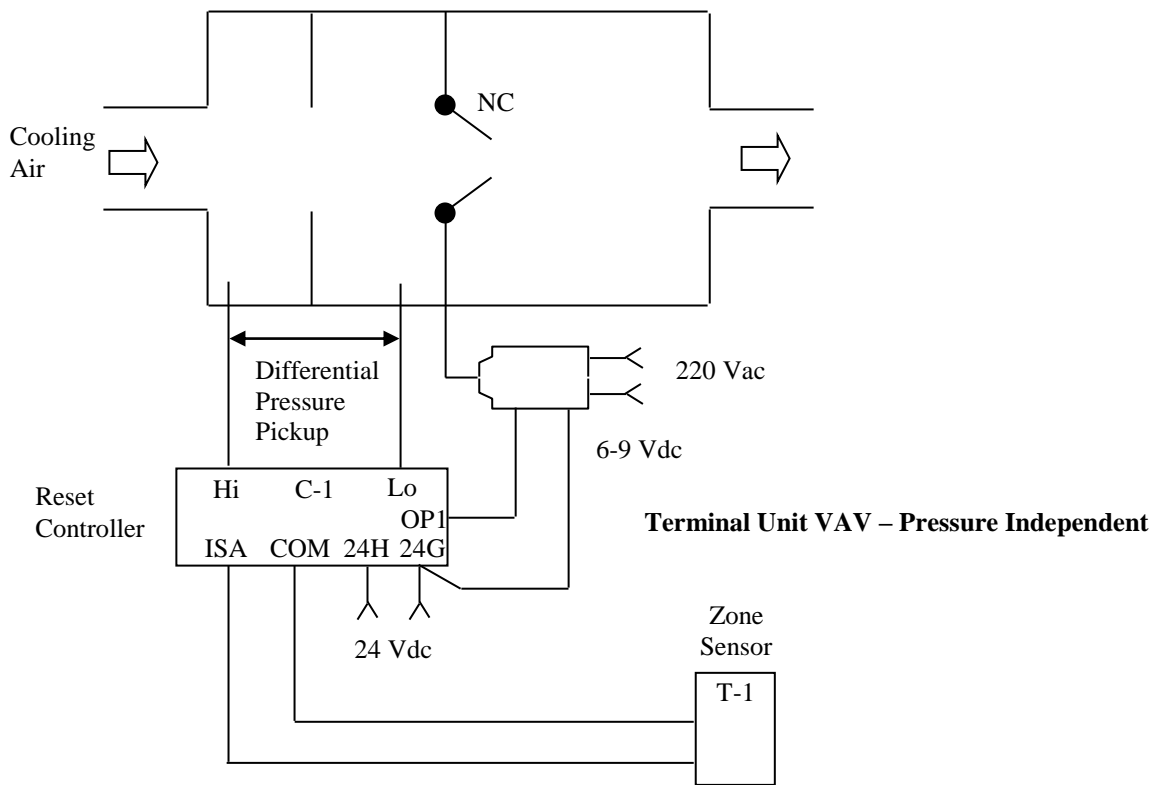 NC
Cooling
Air
Differential
Pressure
Pickup
220 Vac
6-9 Vdc
Reset
Controller
Hi C-1 Lo
OP1
ISA COM 24H 24G
Terminal Unit VAV – Pressure Independent
24 Vdc
Zone
Sensor
T-1